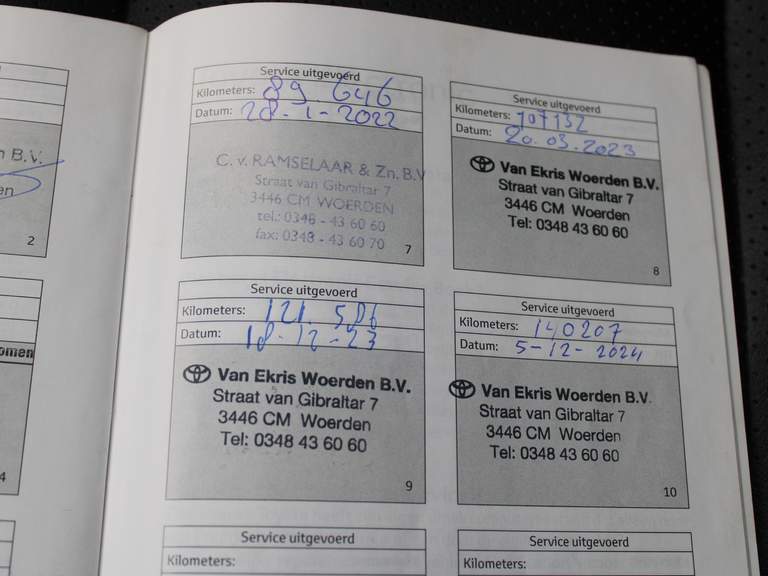 n B.V.
en
2
omen
4
Service uitgevoerd
Kilometers: 89 646
Datum: 28-1-2022
C. v. RAMSELAAR & Zn. B.V
Straat van Gibraltar 7
3446 CM WOERDEN
tel.: 0348 - 43 60 60
fax: 0348 - 43 60 70
7
Service uitgevoerd
Kilometers: 107132
Datum: 20.03.2023
Van Ekris Woerden B.V.
Straat van Gibraltar 7
3446 CM Woerden
Tel: 0348 43 60 60
8
Service uitgevoerd
Kilometers: 121.586
Datum: 18-12-23
Van Ekris Woerden B.V.
Straat van Gibraltar 7
3446 CM Woerden
Tel: 0348 43 60 60
9
Service uitgevoerd
Kilometers: 140207
Datum: 5-12-2024
Van Ekris Woerden B.V.
Straat van Gibraltar 7
3446 CM Woerden
Tel: 0348 43 60 60
10
Service uitgevoerd
Kilometers:
Service uitgevoerd
Kilometers: